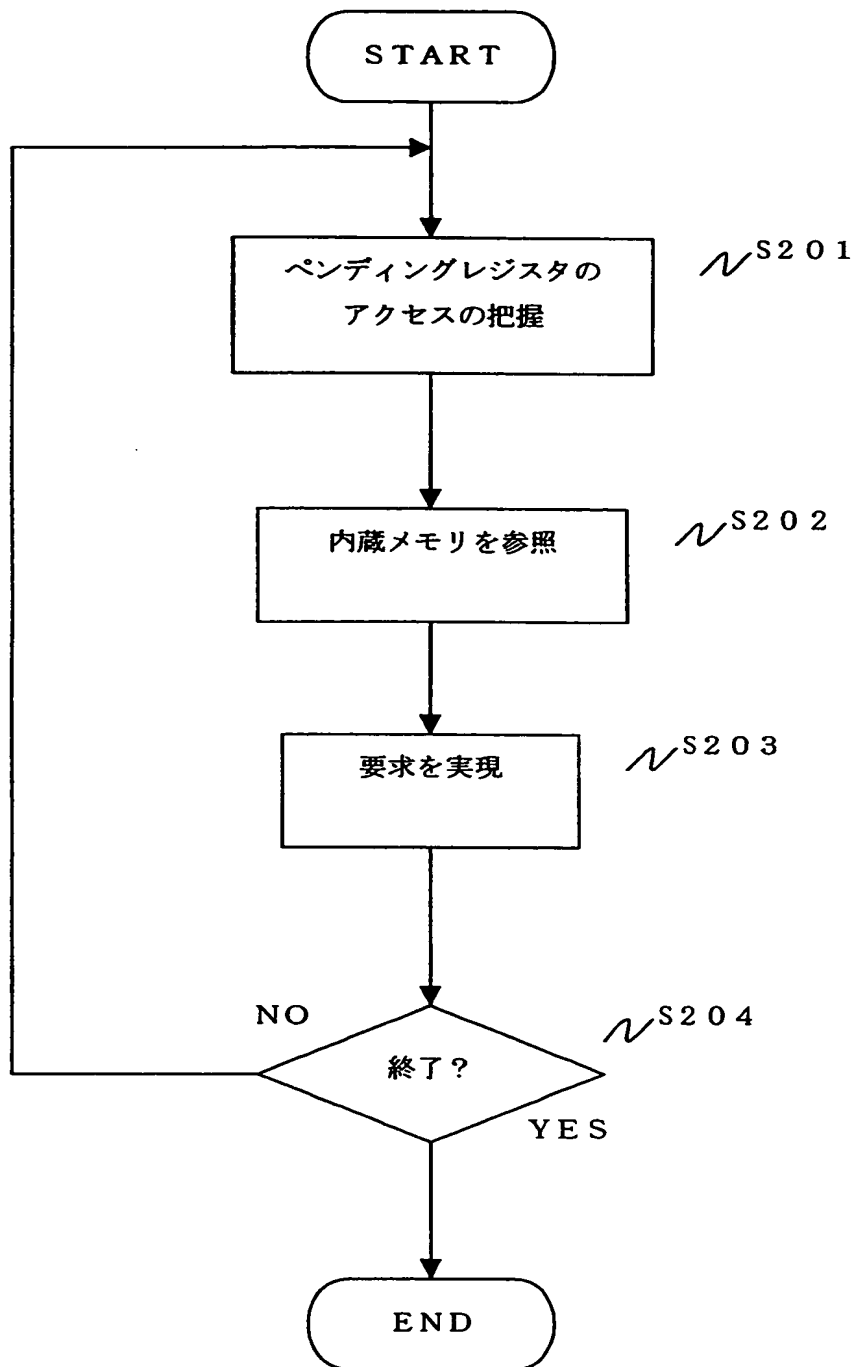 START
ペンディングレジスタの
アクセスの把握
S201
内蔵メモリを参照
S202
要求を実現
S203
NO
S204
終了？
YES
END